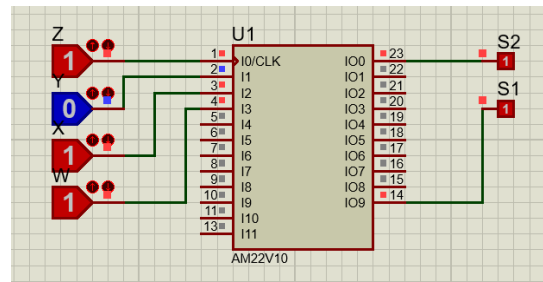 Z
1
Y
0
X
1
W
1
U1
1 I0/CLK IO0 23
2 I1 IO1 22
3 I2 IO2 21
4 I3 IO3 20
5 I4 IO4 19
6 I5 IO5 18
7 I6 IO6 17
8 I7 IO7 16
9 I8 IO8 15
10 I9 IO9 14
11 I10
13 I11
AM22V10
S2
1
S1
1